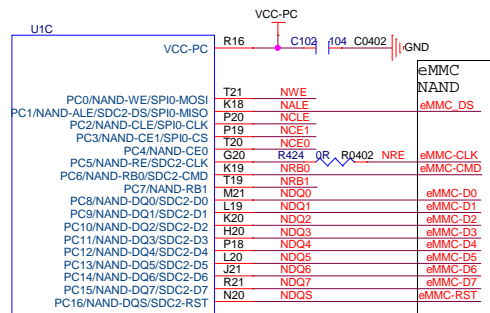 VCC-PC
U1C
VCC-PC R16 C102 104 C0402 GND
eMMC
NAND
PC0/NAND-WE/SPI0-MOSI T21 NWE
PC1/NAND-ALE/SDC2-DS/SPI0-MISO K18 NALE eMMC_DS
PC2/NAND-CLE/SPI0-CLK P20 NCLE
PC3/NAND-CE1/SPI0-CS P19 NCE1
PC4/NAND-CE0 T20 NCE0
PC5/NAND-RE/SDC2-CLK G20 R424 0R R0402 NRE eMMC-CLK
PC6/NAND-RB0/SDC2-CMD K19 NRB0 eMMC-CMD
PC7/NAND-RB1 T19 NRB1
PC8/NAND-DQ0/SDC2-D0 M21 NDQ0 eMMC-D0
PC9/NAND-DQ1/SDC2-D1 L19 NDQ1 eMMC-D1
PC10/NAND-DQ2/SDC2-D2 K20 NDQ2 eMMC-D2
PC11/NAND-DQ3/SDC2-D3 H20 NDQ3 eMMC-D3
PC12/NAND-DQ4/SDC2-D4 P18 NDQ4 eMMC-D4
PC13/NAND-DQ5/SDC2-D5 L20 NDQ5 eMMC-D5
PC14/NAND-DQ6/SDC2-D6 J21 NDQ6 eMMC-D6
PC15/NAND-DQ7/SDC2-D7 R21 NDQ7 eMMC-D7
PC16/NAND-DQS/SDC2-RST N20 NDQS eMMC-RST